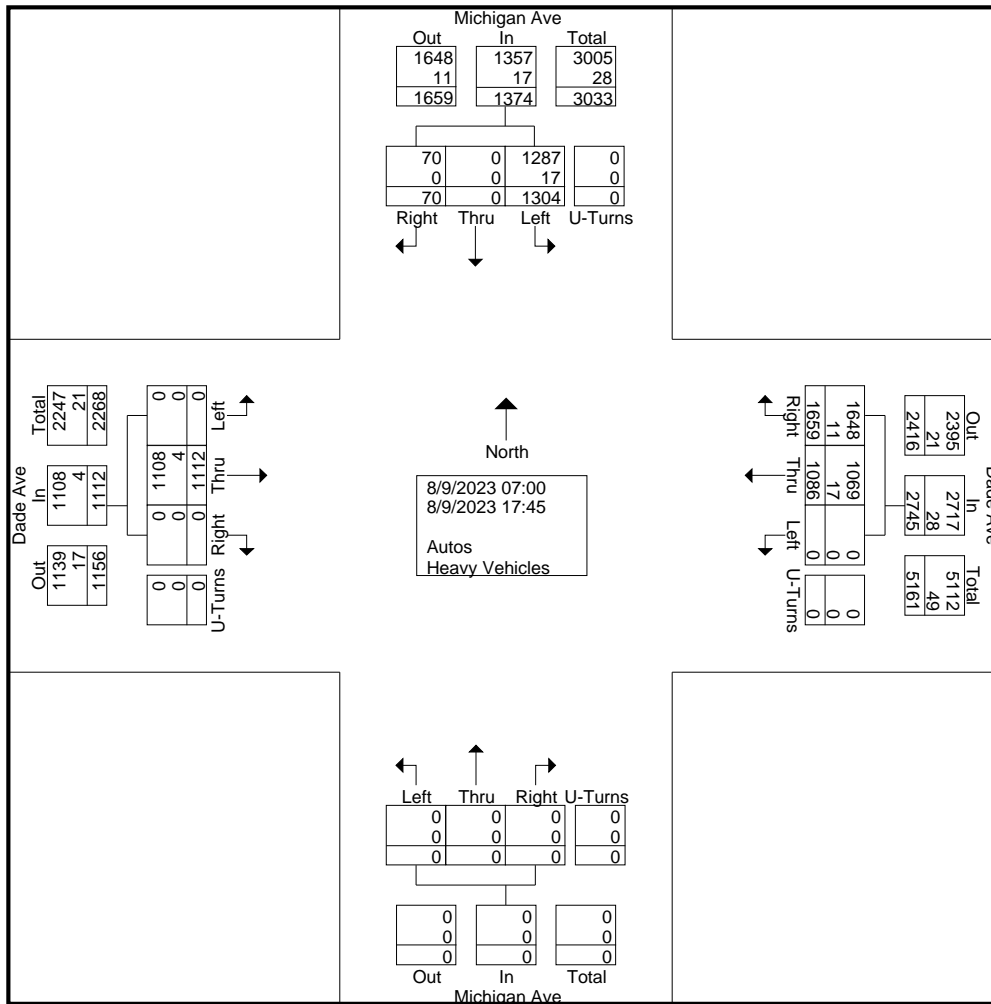 Michigan Ave
Out In Total
1648 1357 3005
11 17 28
1659 1374 3033
70 0 1287 0
0 0 17 0
70 0 1304 0
Right Thru Left U-Turns
Dade Ave
Total In Out
2247 1108 1139
21 4 17
2268 1112 1156
Left Thru Right U-Turns
0 1108 0 0
0 4 0 0
0 1112 0 0
North
8/9/2023 07:00
8/9/2023 17:45
Autos
Heavy Vehicles
Right Thru Left U-Turns
1648 1069 0 0
11 17 0 0
1659 1086 0 0
Dade Ave
Out In Total
2395 2717 5112
21 28 49
2416 2745 5161
Left Thru Right U-Turns
0 0 0 0
0 0 0 0
0 0 0 0
0 0 0
0 0 0
0 0 0
Out In Total
Michigan Ave